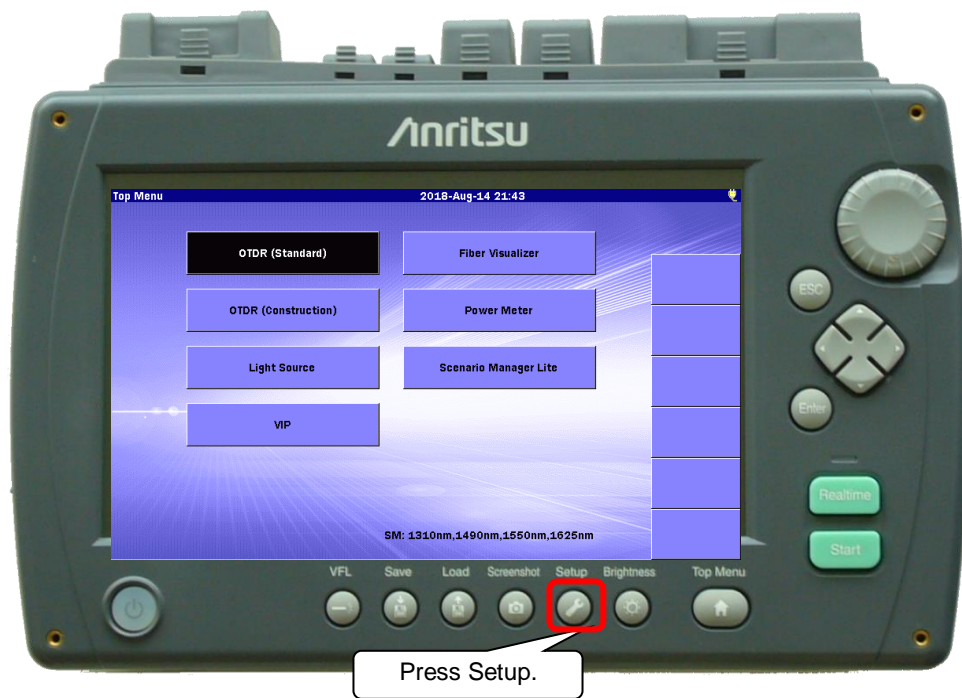 Anritsu
Top Menu 2018-Aug-14 21:43
OTDR (Standard) Fiber Visualizer
OTDR (Construction) Power Meter
Light Source Scenario Manager Lite
VIP
SM: 1310nm,1490nm,1550nm,1625nm
ESC
Enter
Realtime
Start
VFL Save Load Screenshot Setup Brightness Top Menu
Press Setup.